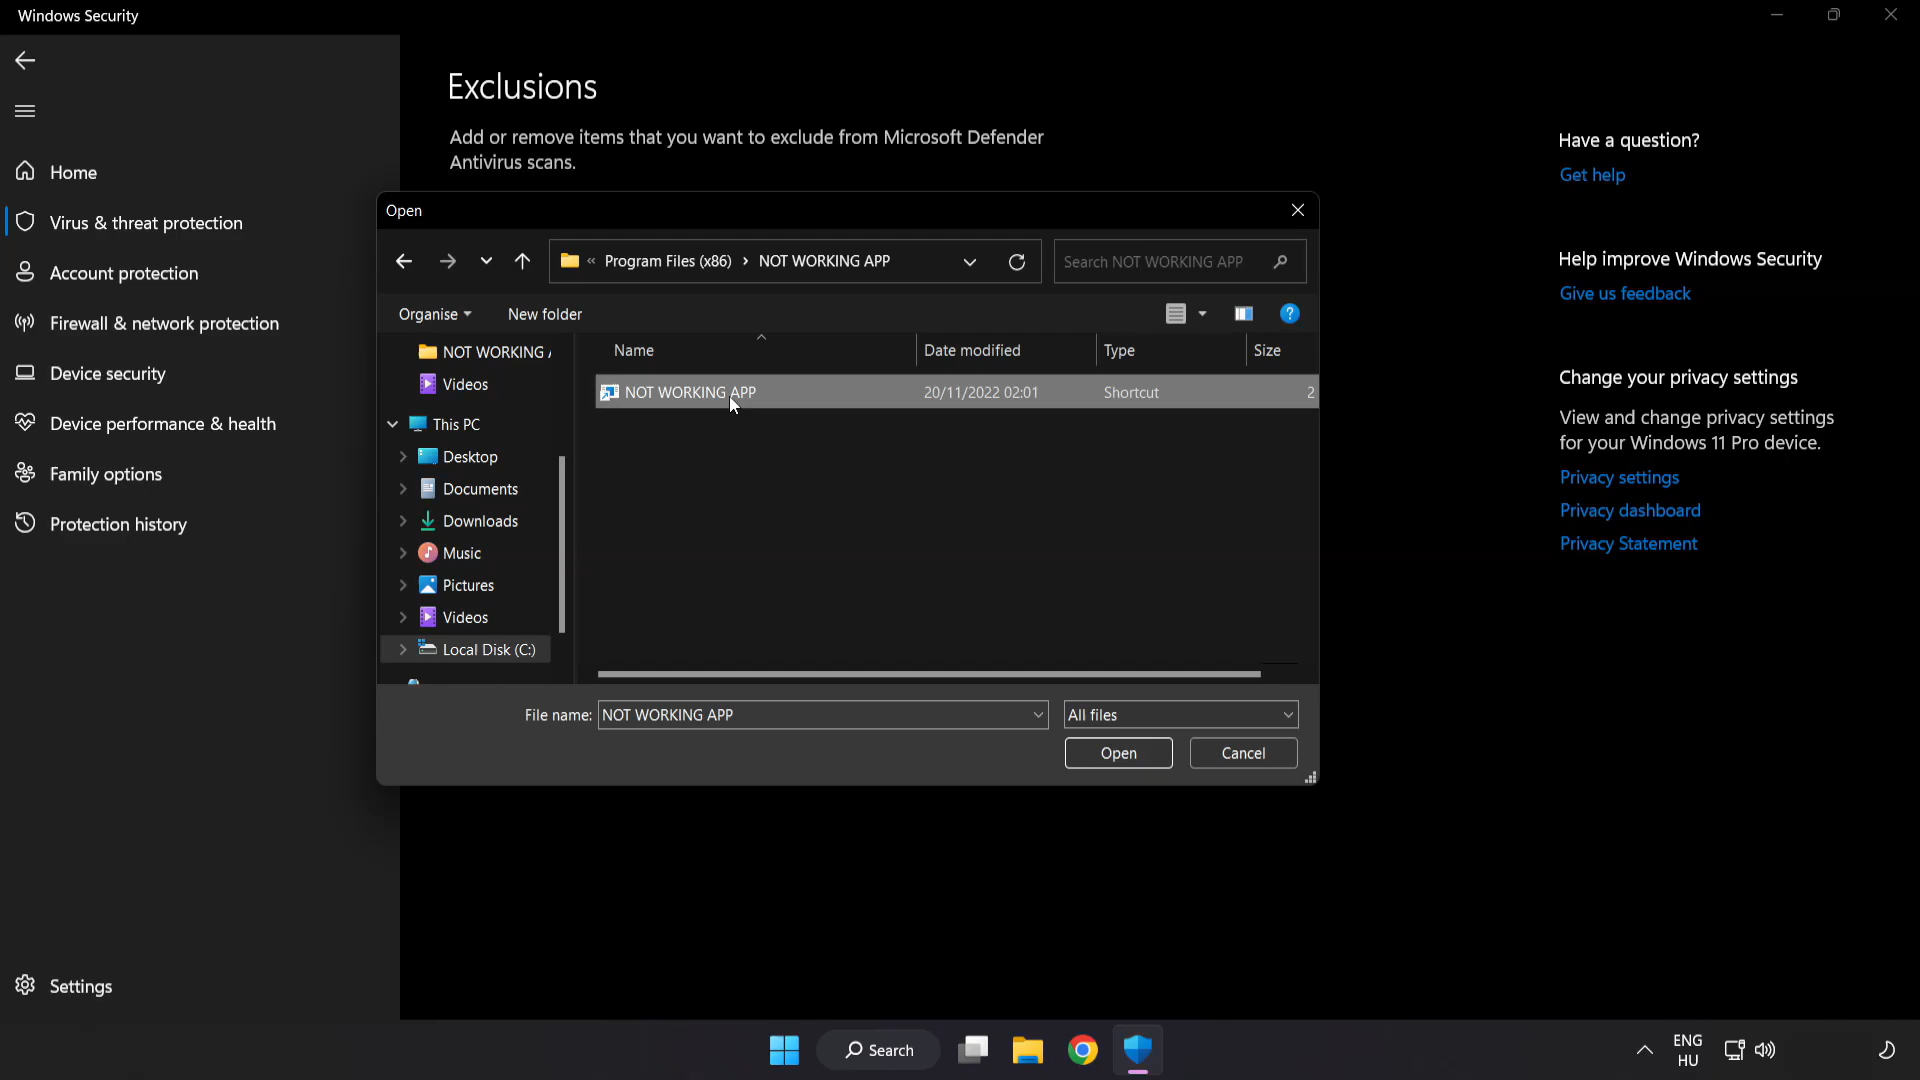 Windows Security
Home
Virus & threat protection
Account protection
Firewall & network protection
Device security
Device performance & health
Family options
Protection history
Settings
Exclusions
Add or remove items that you want to exclude from Microsoft Defender
Antivirus scans.
Open
« Program Files (x86) › NOT WORKING APP
Search NOT WORKING APP
Organise
New folder
NOT WORKING
Videos
This PC
Desktop
Documents
Downloads
Music
Pictures
Videos
Local Disk (C:)
Name Date modified Type Size
NOT WORKING APP 20/11/2022 02:01 Shortcut 2
File name: NOT WORKING APP
All files
Open
Cancel
Have a question?
Get help
Help improve Windows Security
Give us feedback
Change your privacy settings
View and change privacy settings
for your Windows 11 Pro device.
Privacy settings
Privacy dashboard
Privacy Statement
Search
ENG
HU